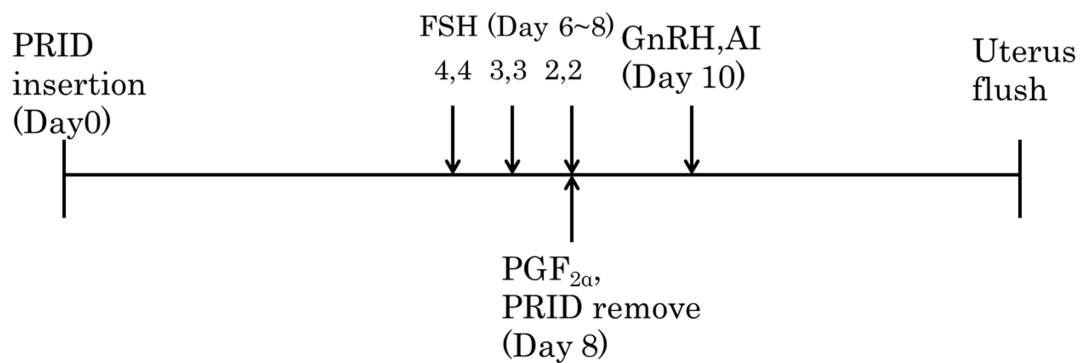 PRID
insertion
(Day0)
FSH (Day 6~8)
4,4 3,3 2,2
GnRH,AI
(Day 10)
Uterus
flush
PGF2α,
PRID remove
(Day 8)